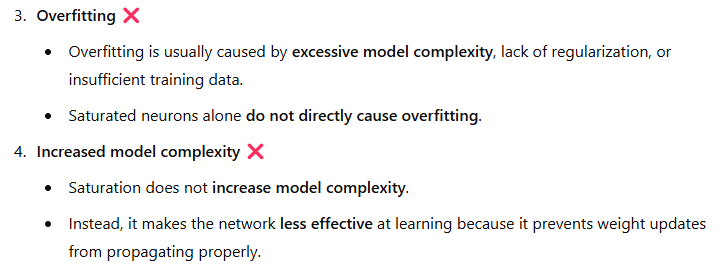 3. Overfitting ❌
• Overfitting is usually caused by excessive model complexity, lack of regularization, or
insufficient training data.
• Saturated neurons alone do not directly cause overfitting.
4. Increased model complexity ❌
• Saturation does not increase model complexity.
• Instead, it makes the network less effective at learning because it prevents weight updates
from propagating properly.